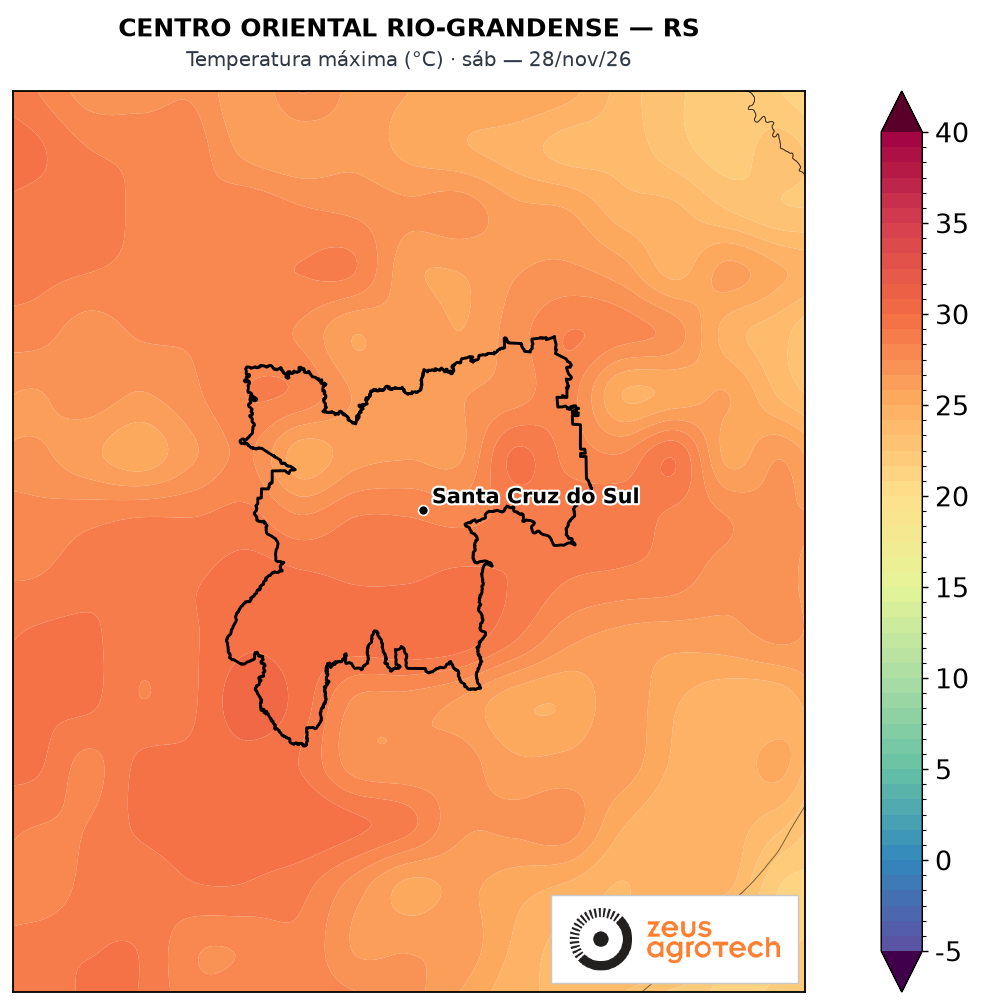 CENTRO ORIENTAL RIO-GRANDENSE — RS
Temperatura máxima (°C) · sáb — 28/nov/26
40
35
30
25
20
15
10
5
0
-5
Santa Cruz do Sul
zeus
agrotech